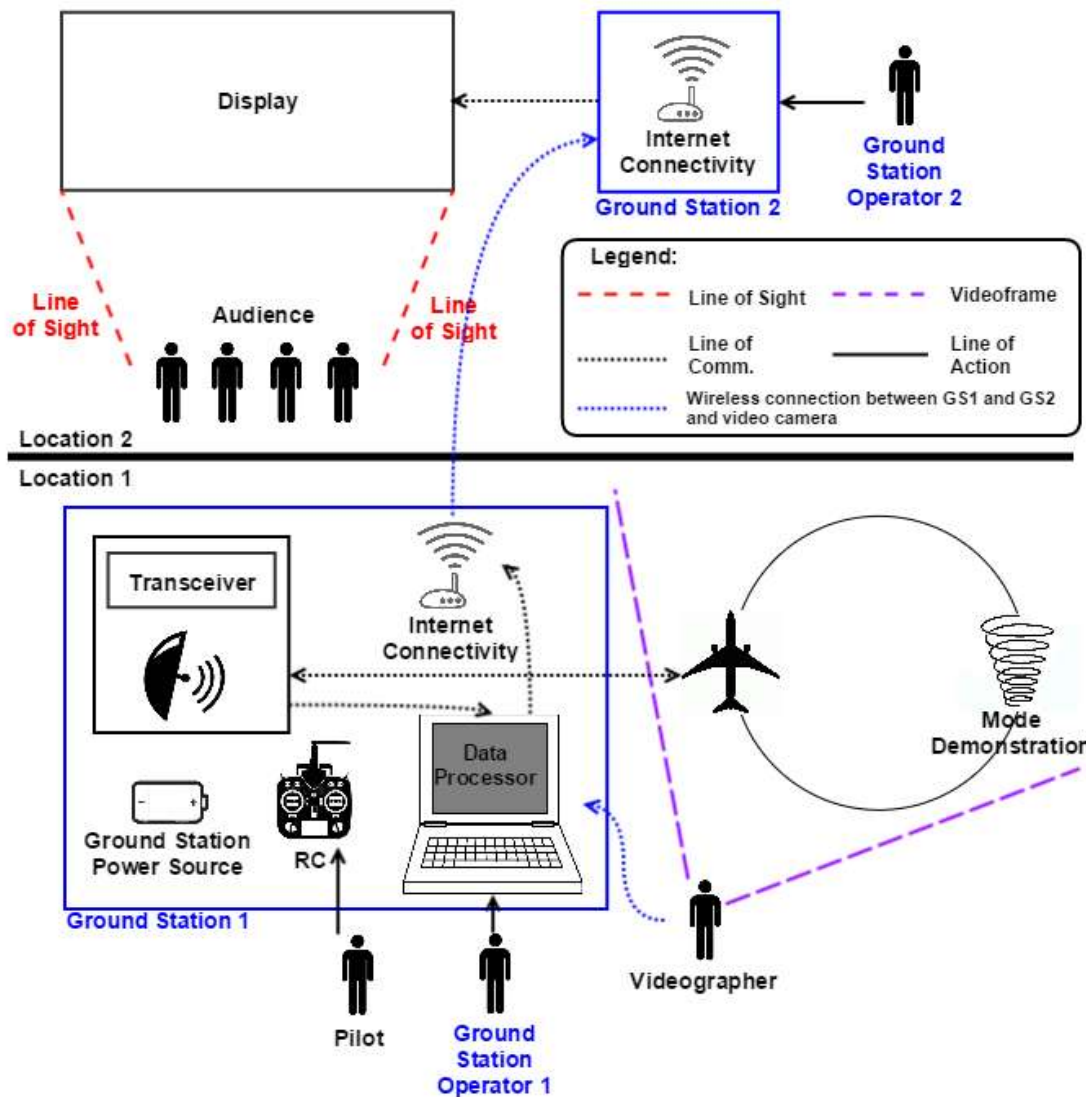 Display
Internet
Connectivity
Ground Station 2
Ground
Station
Operator 2
Line
of Sight
Audience
Line
of Sight
Legend:
Line of Sight
Videoframe
Line of
Comm.
Line of
Action
Wireless connection between GS1 and GS2
and video camera
Location 2
Location 1
Transceiver
Internet
Connectivity
Mode
Demonstration
Data
Processor
- +
Ground Station
Power Source
RC
Ground Station 1
Videographer
Pilot
Ground
Station
Operator 1